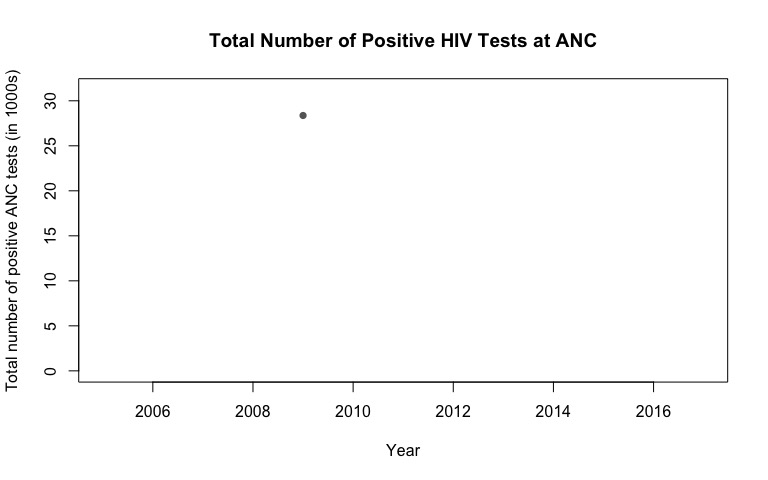 Total Number of Positive HIV Tests at ANC
Total number of positive ANC tests (in 1000s)
30
25
20
15
10
5
0
2006 2008 2010 2012 2014 2016
Year